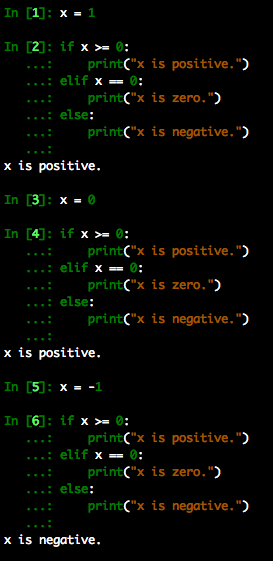 In [1]: x = 1
In [2]: if x >= 0:
   ...:     print("x is positive.")
   ...: elif x == 0:
   ...:     print("x is zero.")
   ...: else:
   ...:     print("x is negative.")
   ...:
x is positive.
In [3]: x = 0
In [4]: if x >= 0:
   ...:     print("x is positive.")
   ...: elif x == 0:
   ...:     print("x is zero.")
   ...: else:
   ...:     print("x is negative.")
   ...:
x is positive.
In [5]: x = -1
In [6]: if x >= 0:
   ...:     print("x is positive.")
   ...: elif x == 0:
   ...:     print("x is zero.")
   ...: else:
   ...:     print("x is negative.")
   ...:
x is negative.